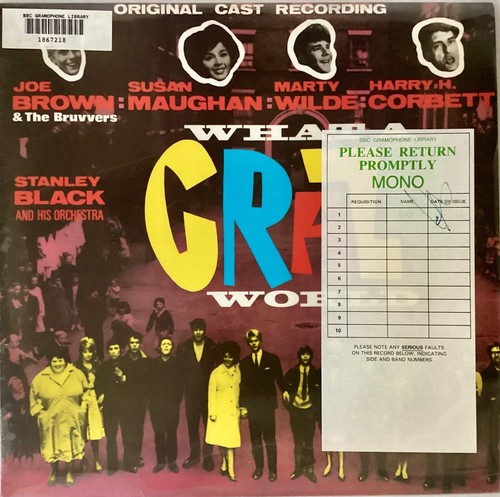 ORIGINAL CAST RECORDING
BBC GRAMOPHONE LIBRARY
1867218
JOE
BROWN:
& The Bruvvers
SUSAN
MAUGHAN:
MARTY
WILDE:
HARRY.H.
CORBETT
WHAT A
CRA
WORLD
STANLEY
BLACK
AND HIS ORCHESTRA
BBC GRAMOPHONE LIBRARY
PLEASE RETURN
PROMPTLY
MONO
REQUISITION NAME DATE OF ISSUE
1
2
3
4
5
6
7
8
9
10
PLEASE NOTE ANY SERIOUS FAULTS
ON THIS RECORD BELOW, INDICATING
SIDE AND BAND NUMBERS